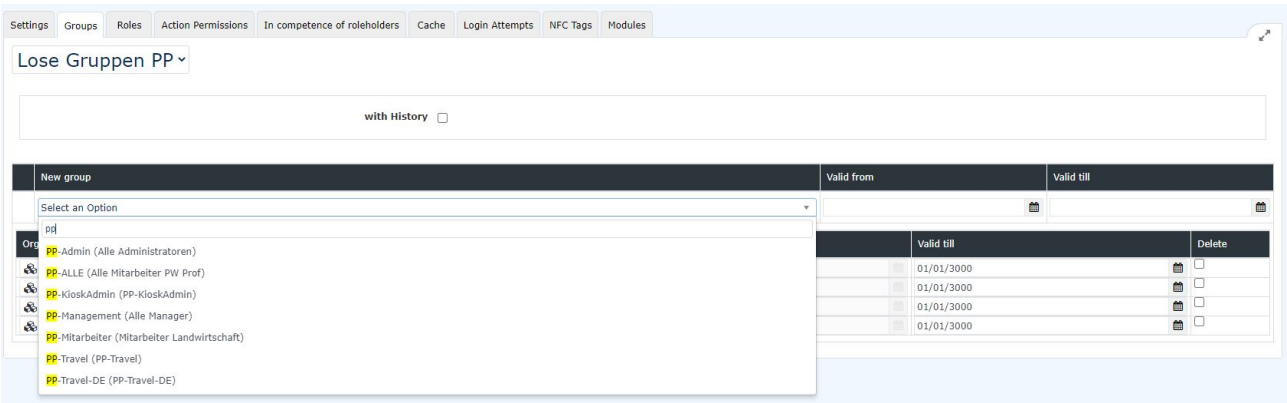 Settings Groups Roles Action Permissions In competence of roleholders Cache Login Attempts NFC Tags Modules
Lose Gruppen PP
with History
New group Valid from Valid till
Select an Option
pp
PP-Admin (Alle Administratoren)
PP-ALLE (Alle Mitarbeiter PW Prof)
PP-KioskAdmin (PP-KioskAdmin)
PP-Management (Alle Manager)
PP-Mitarbeiter (Mitarbeiter Landwirtschaft)
PP-Travel (PP-Travel)
PP-Travel-DE (PP-Travel-DE)
Org Valid till Delete
01/01/3000
01/01/3000
01/01/3000
01/01/3000